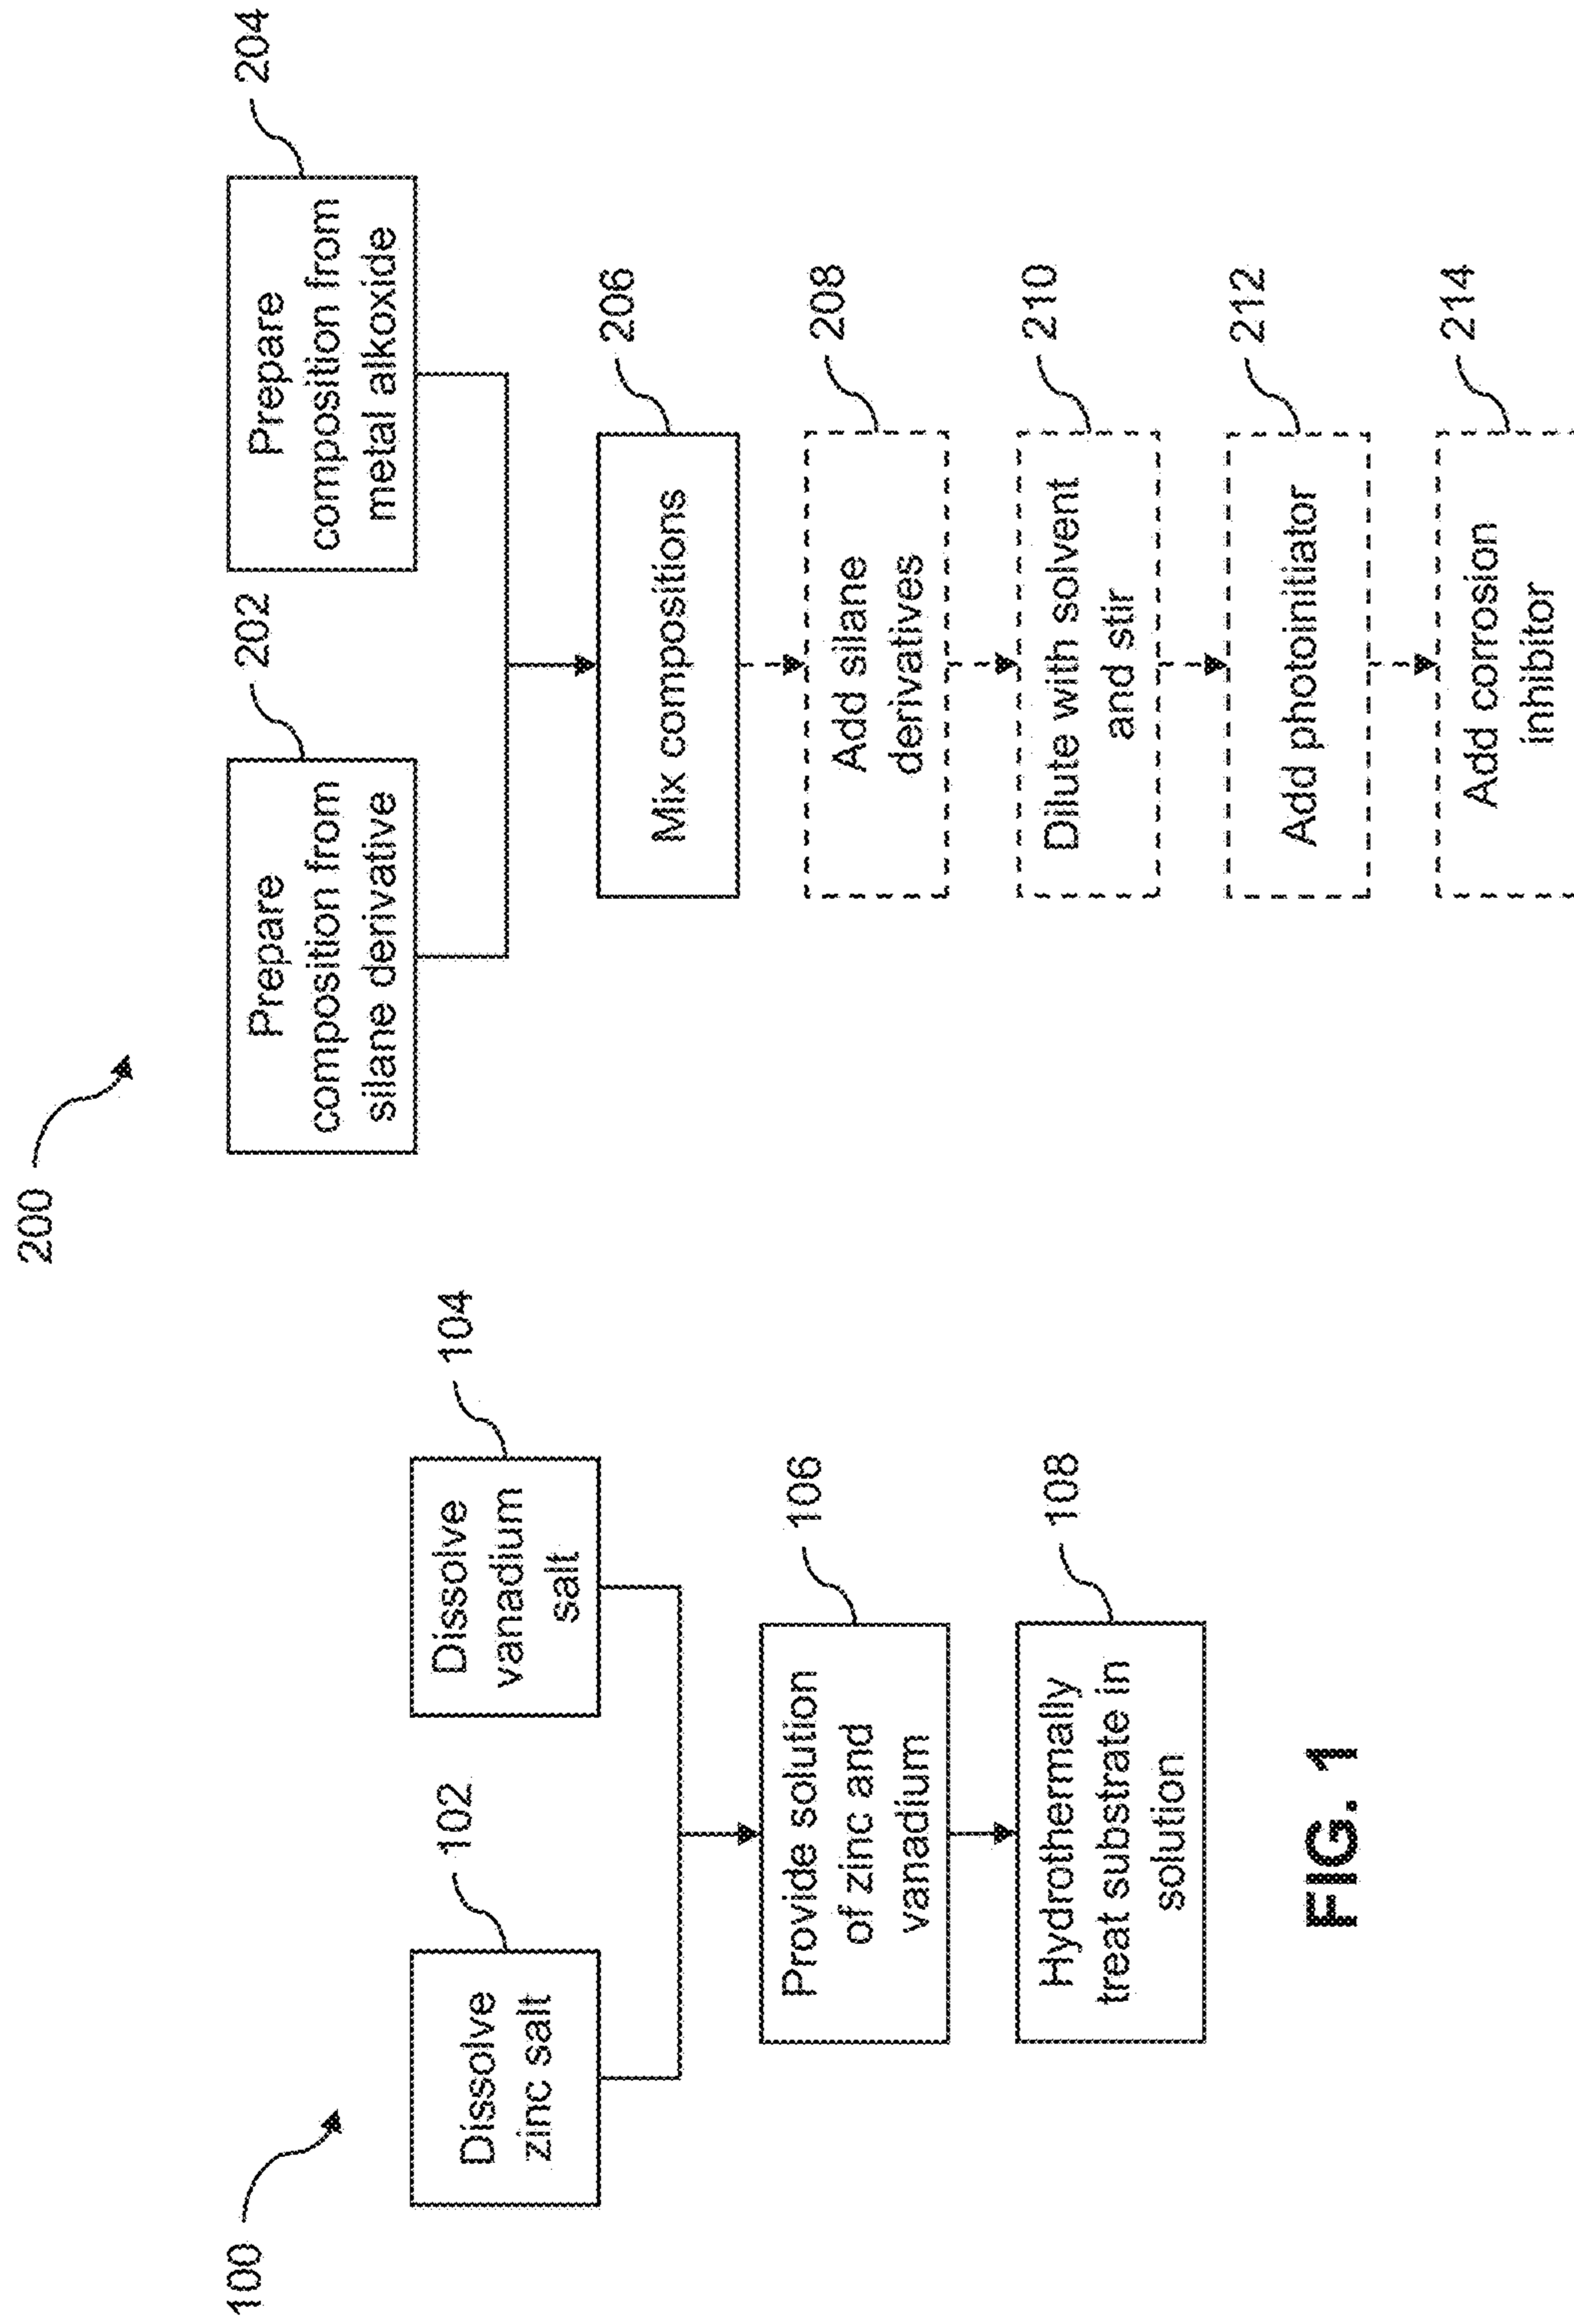 100
102
Dissolve
zinc salt
104
Dissolve
vanadium
salt
106
Provide solution
of zinc and
vanadium
108
Hydrothermally
treat substrate in
solution
FIG. 1
200
202
Prepare
composition from
silane derivative
204
Prepare
composition from
metal alkoxide
206
Mix compositions
208
Add silane
derivatives
210
Dilute with solvent
and stir
212
Add photoinitiator
214
Add corrosion
inhibitor